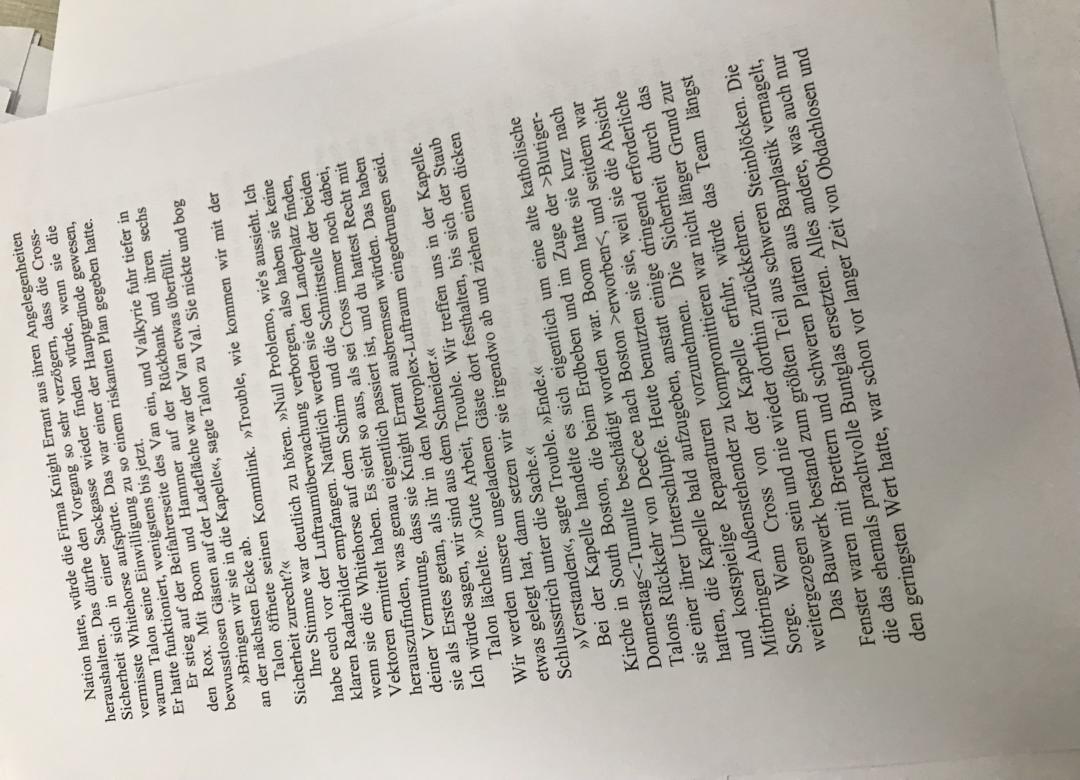 Nation hatte, würde die Firma Knight Errant aus ihren Angelegenheiten
heraushalten. Das dürfte den Vorgang so sehr verzögern, dass die Cross-
Sicherheit sich in einer Sackgasse wieder finden würde, wenn sie die
vermisste Whitehorse aufspürte. Das war einer der Hauptgründe gewesen,
warum Talon seine Einwilligung zu so einem riskanten Plan gegeben hatte.
Er hatte funktioniert, wenigstens bis jetzt.
Er stieg auf der Beifahrerseite des Van ein, und Valkyrie fuhr tiefer in
den Rox. Mit Boom und Hammer auf der Rückbank und ihren sechs
bewusstlosen Gästen auf der Ladefläche war der Van etwas überfüllt.
»Bringen wir sie in die Kapelle«, sagte Talon zu Val. Sie nickte und bog
an der nächsten Ecke ab.
Talon öffnete seinen Kommlink. »Trouble, wie kommen wir mit der
Sicherheit zurecht?«
Ihre Stimme war deutlich zu hören. »Null Problemo, wie's aussieht. Ich
habe euch vor der Luftraumüberwachung verborgen, also haben sie keine
klaren Radarbilder empfangen. Natürlich werden sie den Landeplatz finden,
wenn sie die Whitehorse auf dem Schirm und die Schnittstelle der beiden
Vektoren ermittelt haben. Es sieht so aus, als sei Cross immer noch dabei,
herauszufinden, was genau eigentlich passiert ist, und du hattest Recht mit
deiner Vermutung, dass sie Knight Errant ausbremsen würden. Das haben
sie als Erstes getan, als ihr in den Metroplex-Luftraum eingedrungen seid.
Ich würde sagen, wir sind aus dem Schneider.«
Talon lächelte. »Gute Arbeit, Trouble. Wir treffen uns in der Kapelle.
Wir werden unsere ungeladenen Gäste dort festhalten, bis sich der Staub
etwas gelegt hat, dann setzen wir sie irgendwo ab und ziehen einen dicken
Schlussstrich unter die Sache.«
»Verstanden«, sagte Trouble. »Ende.«
Bei der Kapelle handelte es sich eigentlich um eine alte katholische
Kirche in South Boston, die beim Erdbeben und im Zuge der >Blutiger-
Donnerstag<-Tumulte beschädigt worden war. Boom hatte sie kurz nach
Talons Rückkehr von DeeCee nach Boston >erworben<, und seitdem war
sie einer ihrer Unterschlupfe. Heute benutzten sie sie, weil sie die Absicht
hatten, die Kapelle bald aufzugeben, anstatt einige dringend erforderliche
und kostspielige Reparaturen vorzunehmen. Die Sicherheit durch das
Mitbringen Außenstehender zu kompromittieren war nicht länger Grund zur
Sorge. Wenn Cross von der Kapelle erfuhr, würde das Team längst
weitergezogen sein und nie wieder dorthin zurückkehren.
Das Bauwerk bestand zum größten Teil aus schweren Steinblöcken. Die
Fenster waren mit Brettern und schweren Platten aus Bauplastik vernagelt,
die das ehemals prachtvolle Buntglas ersetzten. Alles andere, was auch nur
den geringsten Wert hatte, war schon vor langer Zeit von Obdachlosen und